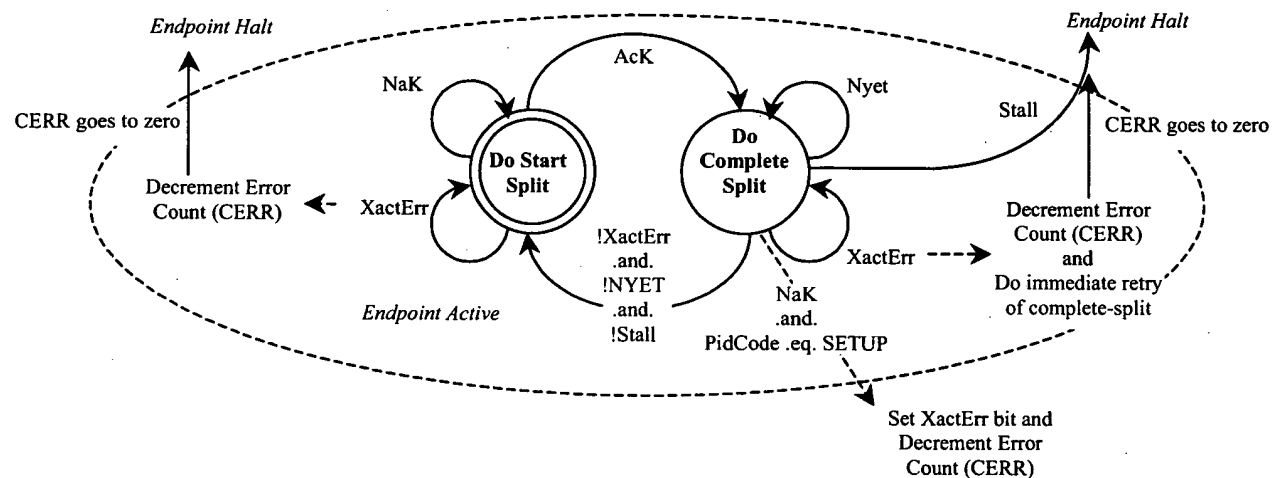 Endpoint Halt
Endpoint Halt
AcK
NaK
Nyet
Stall
CERR goes to zero
CERR goes to zero
Do Start
Split
Do
Complete
Split
Decrement Error
Count (CERR)
XactErr
!XactErr
.and.
!NYET
.and.
!Stall
XactErr
Decrement Error
Count (CERR)
and
Do immediate retry
of complete-split
Endpoint Active
NaK
.and.
PidCode .eq. SETUP
Set XactErr bit and
Decrement Error
Count (CERR)